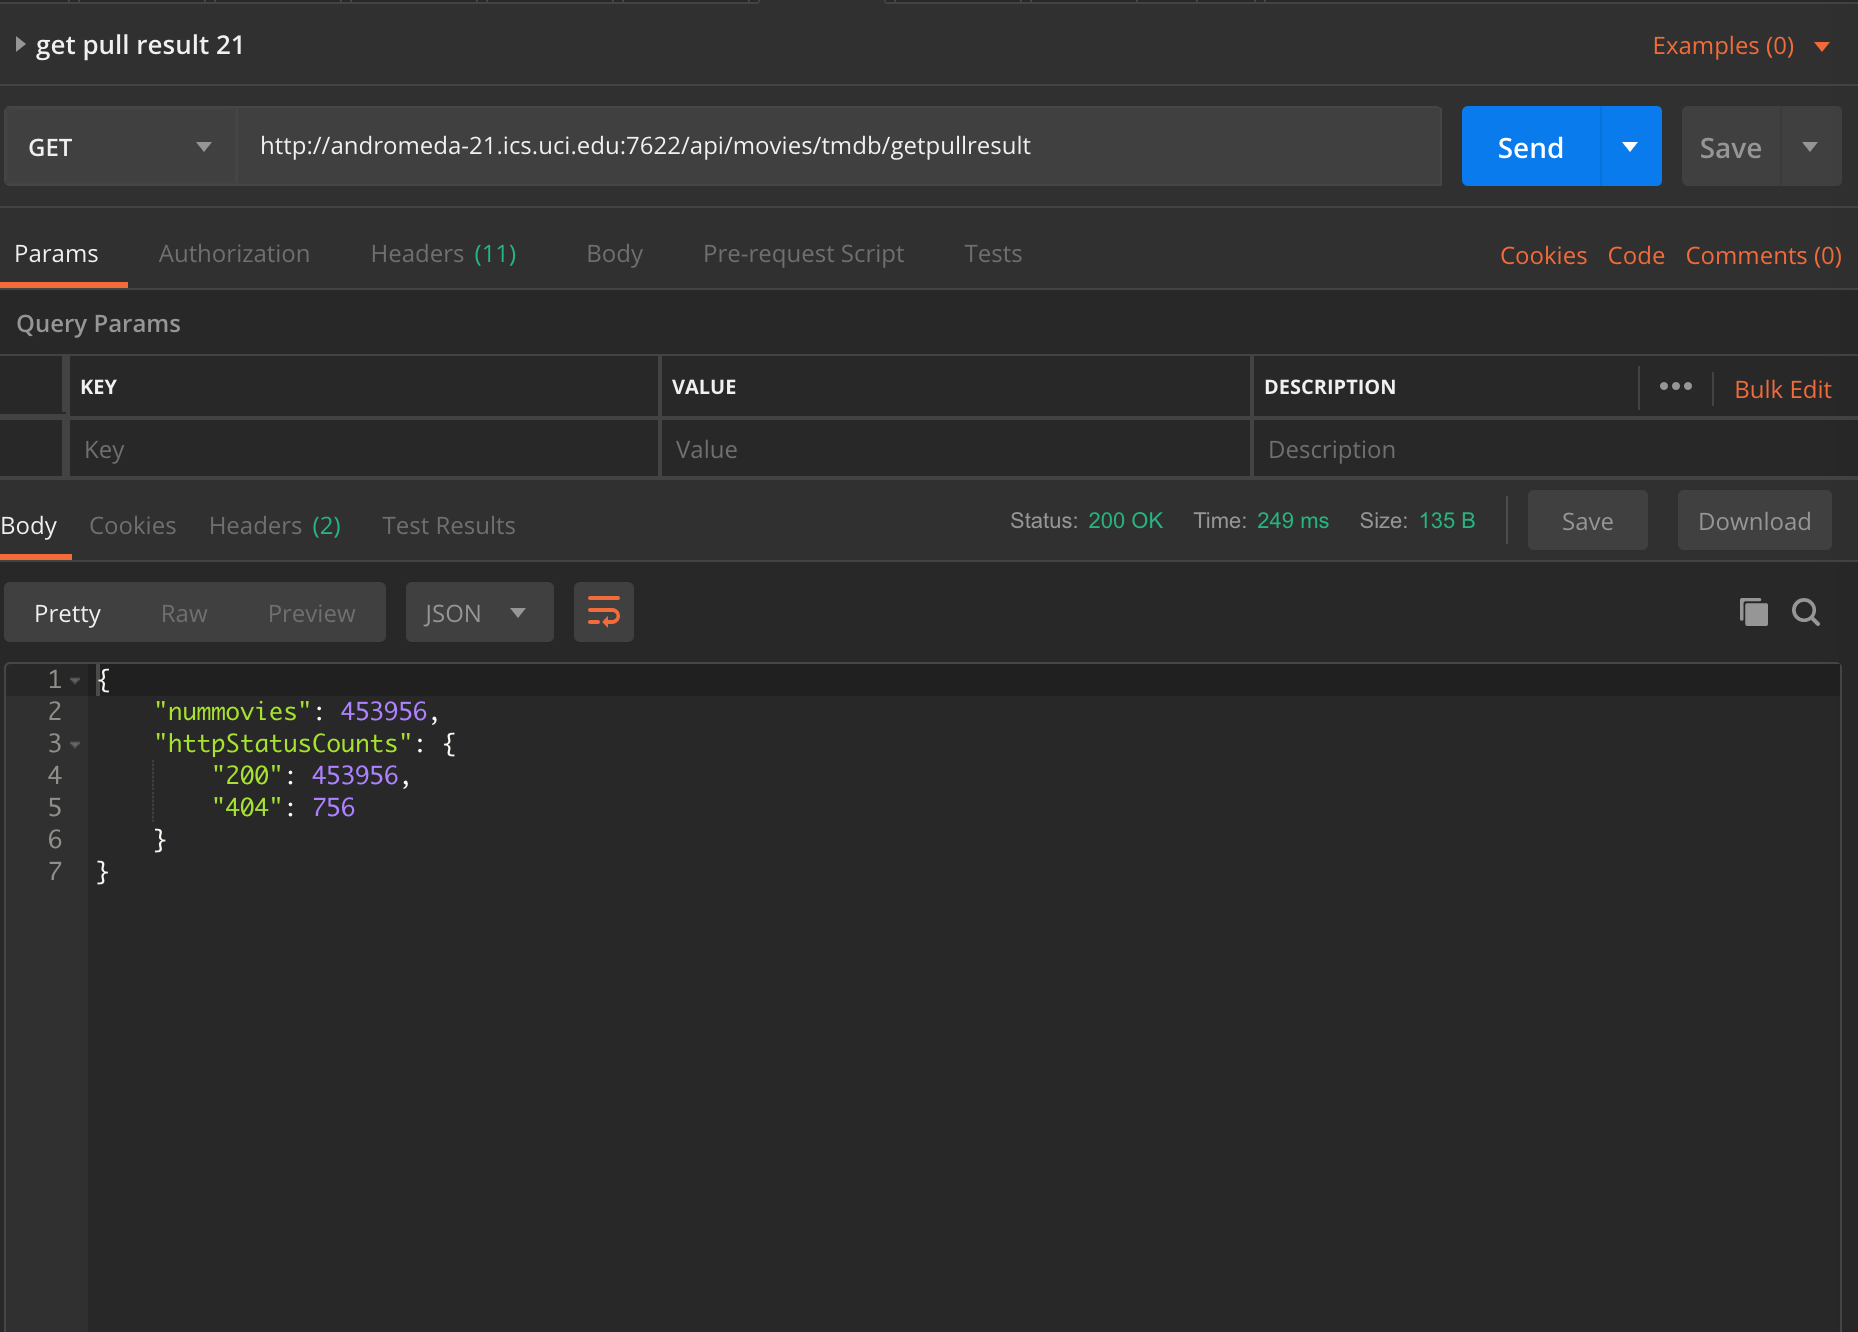 get pull result 21
Examples (0)
GET
http://andromeda-21.ics.uci.edu:7622/api/movies/tmdb/getpullresult
Send
Save
Params Authorization Headers (11) Body Pre-request Script Tests
Cookies Code Comments (0)
Query Params
KEY VALUE DESCRIPTION ••• Bulk Edit
Key Value Description
Body Cookies Headers (2) Test Results
Status: 200 OK Time: 249 ms Size: 135 B
Save Download
Pretty Raw Preview JSON
1 {
2 "nummovies": 453956,
3 "httpStatusCounts": {
4 "200": 453956,
5 "404": 756
6 }
7 }